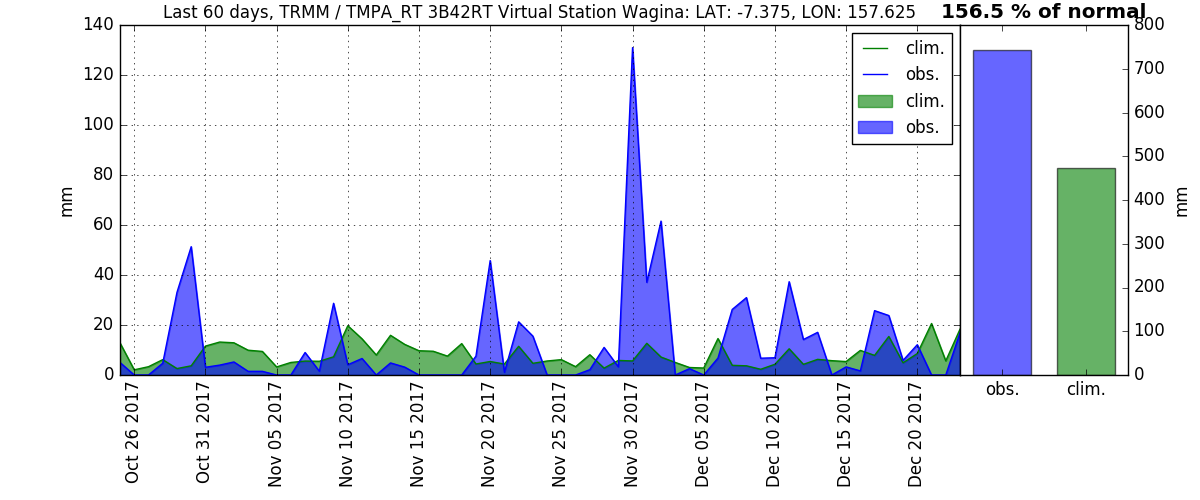 Last 60 days, TRMM / TMPA_RT 3B42RT Virtual Station Wagina: LAT: -7.375, LON: 157.625
156.5 % of normal
140
120
100
80
60
40
20
0
mm
clim.
obs.
clim.
obs.
800
700
600
500
400
300
200
100
0
mm
obs.
clim.
Oct 26 2017
Oct 31 2017
Nov 05 2017
Nov 10 2017
Nov 15 2017
Nov 20 2017
Nov 25 2017
Nov 30 2017
Dec 05 2017
Dec 10 2017
Dec 15 2017
Dec 20 2017